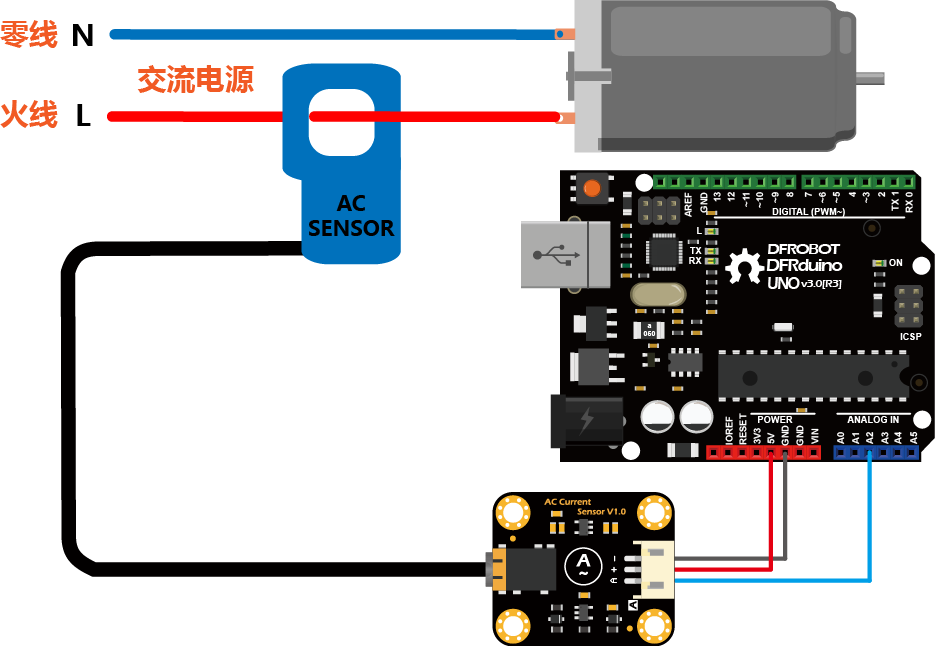 零线 N
交流电源
火线 L
AC
SENSOR
AREF
GND
13
12
~11
~10
~9
8
7
~6
~5
4
~3
2
TX 1
RX 0
DIGITAL (PWM~)
L
TX
RX
DFROBOT
DFRduino
UNO v3.0[R3]
ON
ICSP
a
060
POWER
ANALOG IN
IOREF
RESET
3V3
5V
GND
GND
VIN
A0
A1
A2
A3
A4
A5
AC Current
Sensor V1.0
A
~
−
+
A
A